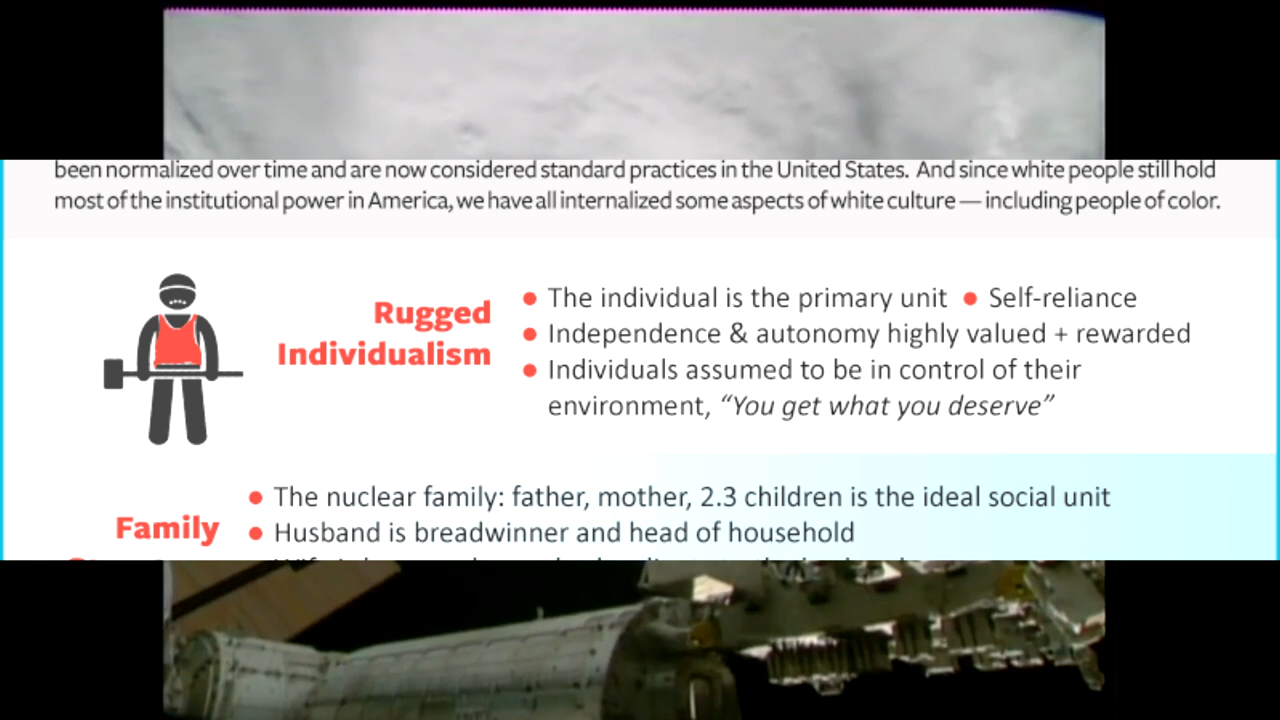 been normalized over time and are now considered standard practices in the United States. And since white people still hold
most of the institutional power in America, we have all internalized some aspects of white culture — including people of color.
Rugged
Individualism
● The individual is the primary unit ● Self-reliance
● Independence & autonomy highly valued + rewarded
● Individuals assumed to be in control of their
environment, “You get what you deserve”
Family
● The nuclear family: father, mother, 2.3 children is the ideal social unit
● Husband is breadwinner and head of household